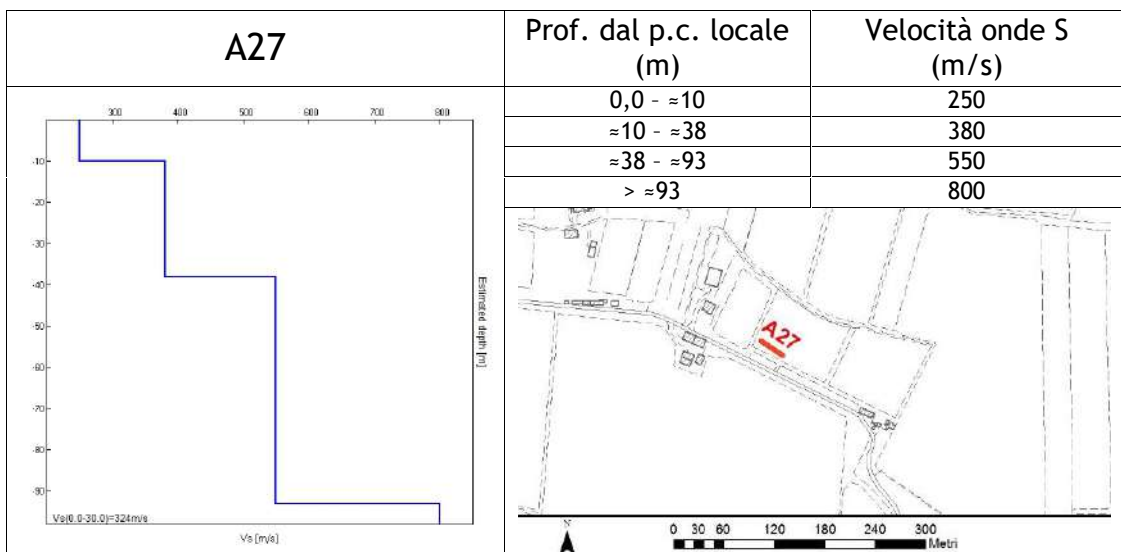 A27
Prof. dal p.c. locale
(m)
Velocità onde S
(m/s)
0,0 – ≈10
250
≈10 – ≈38
380
≈38 – ≈93
550
> ≈93
800
300 400 500 600 700 800
-10
-20
-30
-40
-50
-60
-70
-80
-90
Estimated depth [m]
Vs(0.0-30.0)=324m/s
Vs [m/s]
A27
N
0 30 60 120 180 240 300
Metri